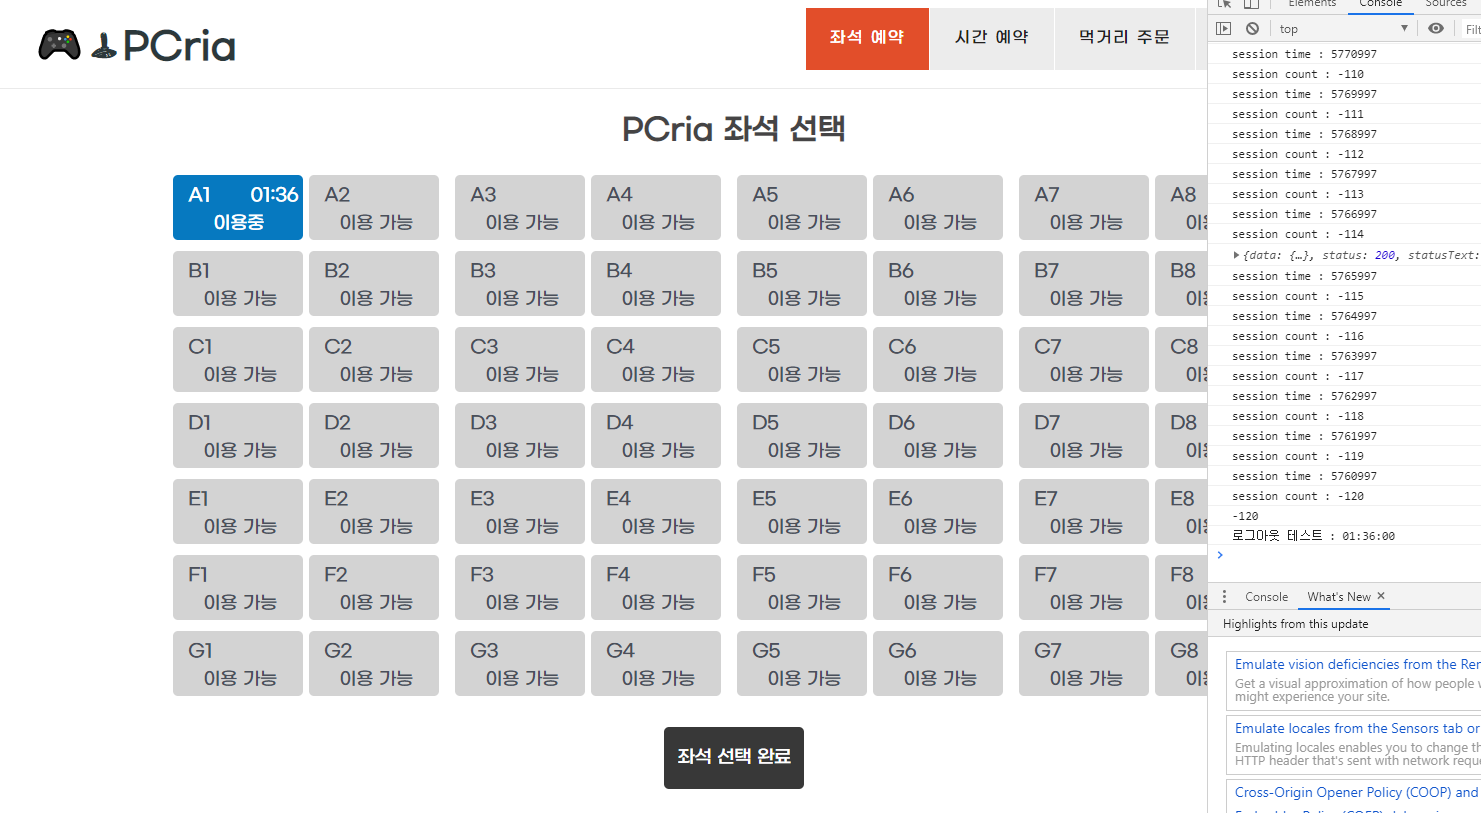 PCria
좌석 예약
시간 예약
먹거리 주문
PCria 좌석 선택
A1 01:36
이용중
A2
이용 가능
A3
이용 가능
A4
이용 가능
A5
이용 가능
A6
이용 가능
A7
이용 가능
A8
이용
B1
이용 가능
B2
이용 가능
B3
이용 가능
B4
이용 가능
B5
이용 가능
B6
이용 가능
B7
이용 가능
B8
이용
C1
이용 가능
C2
이용 가능
C3
이용 가능
C4
이용 가능
C5
이용 가능
C6
이용 가능
C7
이용 가능
C8
이용
D1
이용 가능
D2
이용 가능
D3
이용 가능
D4
이용 가능
D5
이용 가능
D6
이용 가능
D7
이용 가능
D8
이용
E1
이용 가능
E2
이용 가능
E3
이용 가능
E4
이용 가능
E5
이용 가능
E6
이용 가능
E7
이용 가능
E8
이용
F1
이용 가능
F2
이용 가능
F3
이용 가능
F4
이용 가능
F5
이용 가능
F6
이용 가능
F7
이용 가능
F8
이용
G1
이용 가능
G2
이용 가능
G3
이용 가능
G4
이용 가능
G5
이용 가능
G6
이용 가능
G7
이용 가능
G8
이용
좌석 선택 완료
Elements Console Sources
top Filt
session time : 5770997
session count : -110
session time : 5769997
session count : -111
session time : 5768997
session count : -112
session time : 5767997
session count : -113
session time : 5766997
session count : -114
{data: {…}, status: 200, statusText:
session time : 5765997
session count : -115
session time : 5764997
session count : -116
session time : 5763997
session count : -117
session time : 5762997
session count : -118
session time : 5761997
session count : -119
session time : 5760997
session count : -120
-120
로그아웃 테스트 : 01:36:00
Console What's New
Highlights from this update
Emulate vision deficiencies from the Ren
Get a visual approximation of how people w
might experience your site.
Emulate locales from the Sensors tab or
Emulating locales enables you to change th
HTTP header that's sent with network reque
Cross-Origin Opener Policy (COOP) and